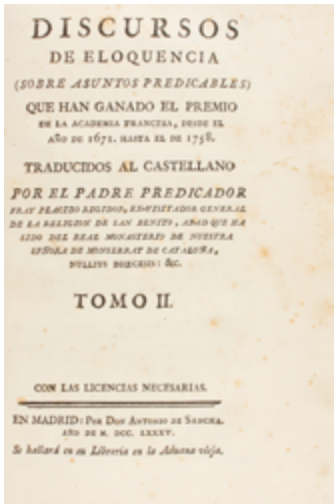 DISCURSOS
DE ELOQUENCIA
(SOBRE ASUNTOS PREDICABLES)
QUE HAN GANADO EL PREMIO
DE LA ACADEMIA FRANCESA, DESDE EL
AÑO DE 1671. HASTA EL DE 1758.
TRADUCIDOS AL CASTELLANO
POR EL PADRE PREDICADOR
FRAY PLACIDO REGIDOR, EX-VISITADOR GENERAL
DE LA RELIGION DE SAN BENITO, ABAD QUE HA
SIDO DEL REAL MONASTERIO DE NUESTRA
SEÑORA DE MONSERRAT DE CATALUÑA,
NULLIUS DIOECESIS: &c.
TOMO II.
CON LAS LICENCIAS NECESARIAS.
EN MADRID: POR DON ANTONIO DE SANCHA.
AÑO DE M. DCC. LXXXV.
Se hallará en su Librería en la Aduana vieja.